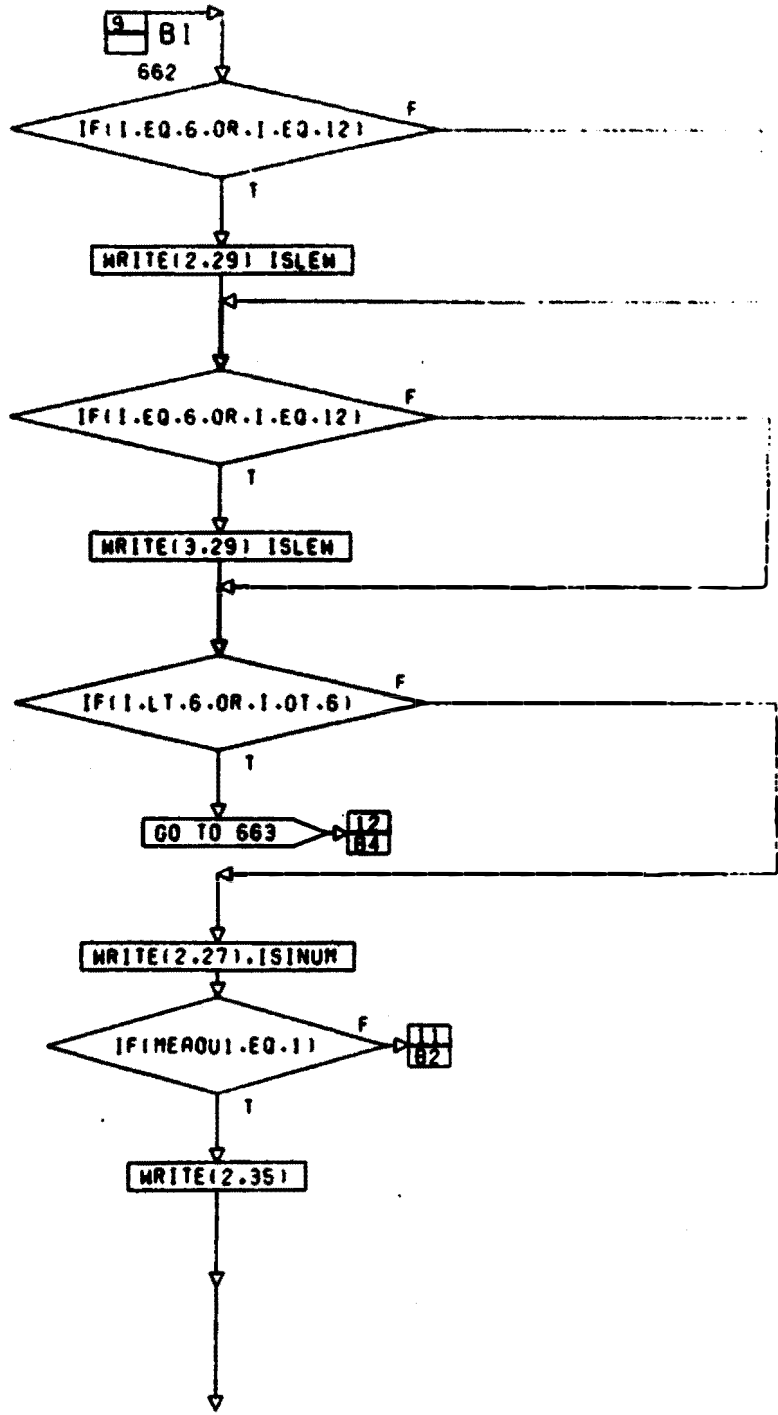 9 B1
662
IF(I.EQ.6.OR.I.EQ.12)
F
T
WRITE(2.29) ISLEW
IF(I.EQ.6.OR.I.EQ.12)
F
T
WRITE(3.29) ISLEW
IF(I.LT.6.OR.I.GT.6)
F
T
GO TO 663
12
B4
WRITE(2.27).ISINUM
IF(MEAOUI.EQ.1)
F
11
B2
T
WRITE(2.35)